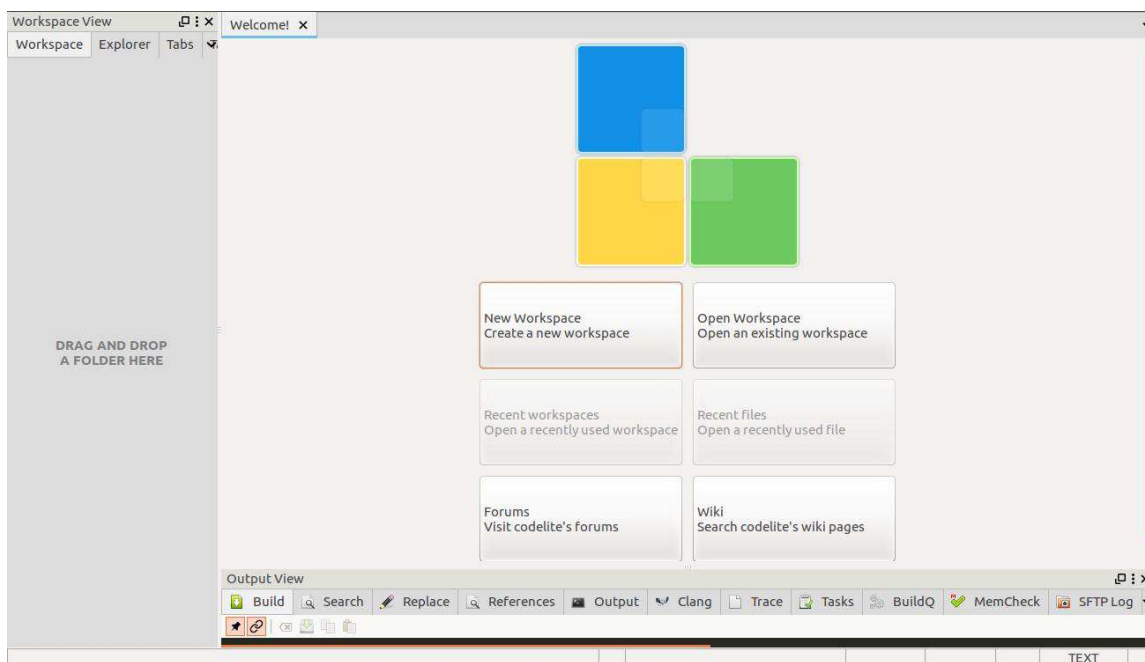 Workspace View
Welcome!
Workspace Explorer Tabs
DRAG AND DROP
A FOLDER HERE
New Workspace
Create a new workspace
Open Workspace
Open an existing workspace
Recent workspaces
Open a recently used workspace
Recent files
Open a recently used file
Forums
Visit codelite's forums
Wiki
Search codelite's wiki pages
Output View
Build Search Replace References Output Clang Trace Tasks BuildQ MemCheck SFTP Log
TEXT